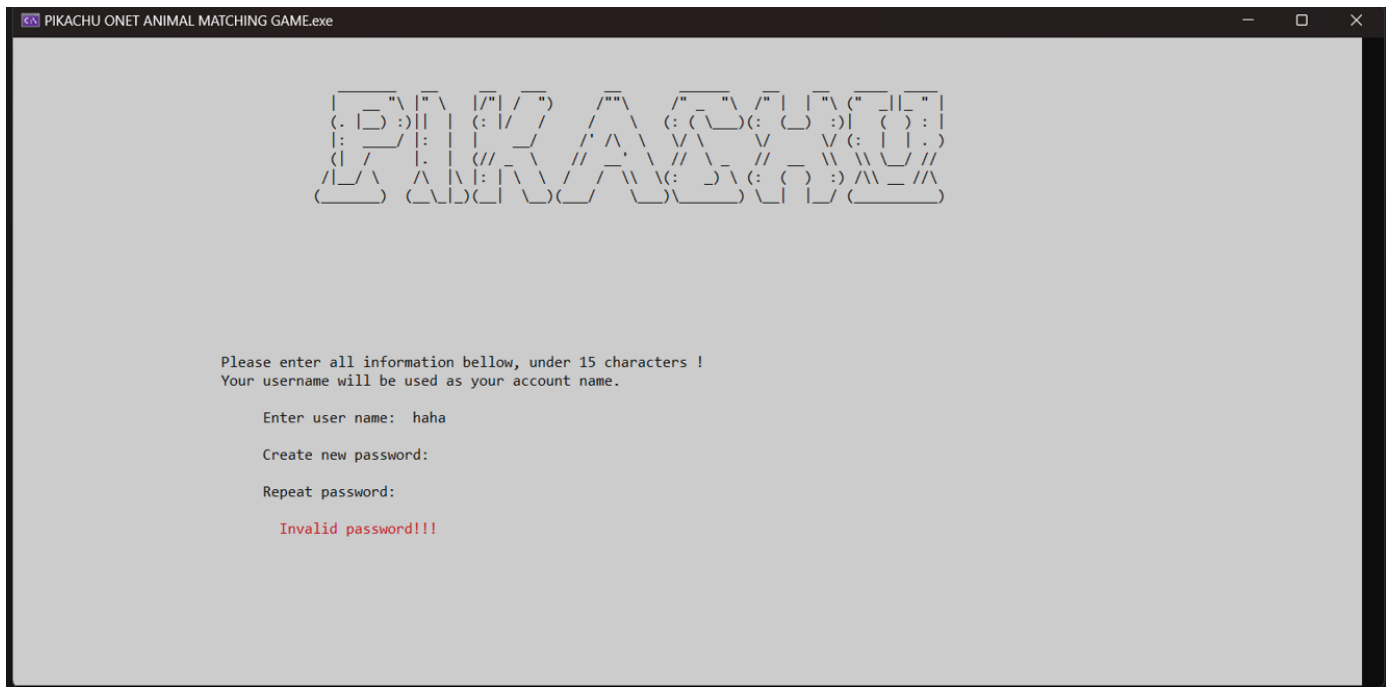 PIKACHU ONET ANIMAL MATCHING GAME.exe
PIKACHU
Please enter all information bellow, under 15 characters !
Your username will be used as your account name.
Enter user name:  haha
Create new password:
Repeat password:
Invalid password!!!